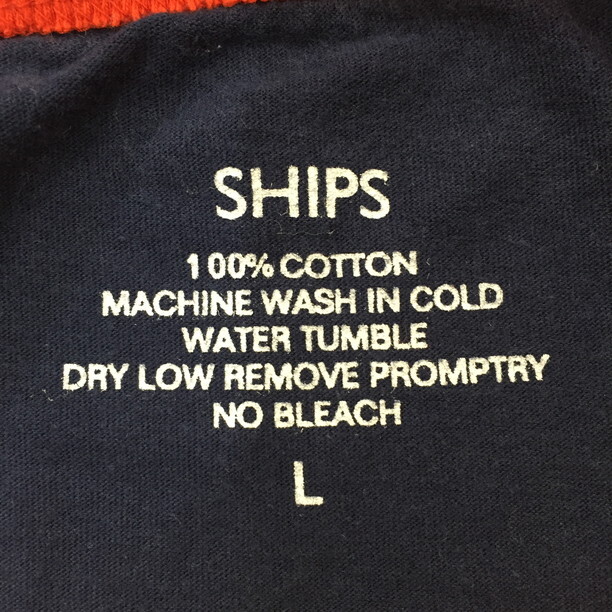 SHIPS
100% COTTON
MACHINE WASH IN COLD
WATER TUMBLE
DRY LOW REMOVE PROMPTRY
NO BLEACH
L